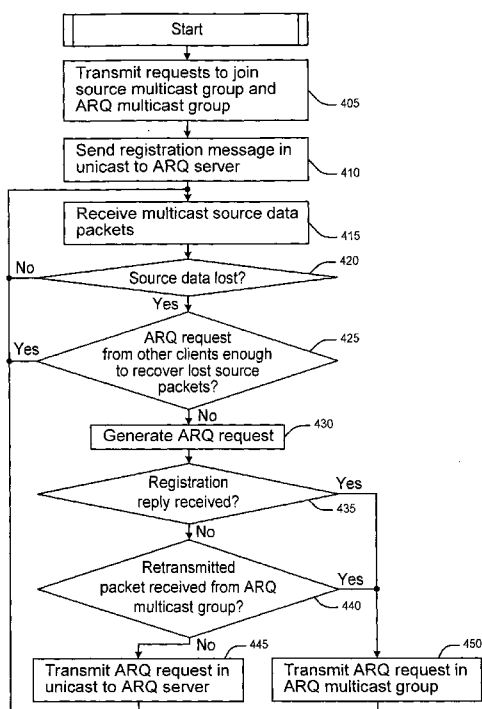 Start
Transmit requests to join
source multicast group and
ARQ multicast group
405
Send registration message in
unicast to ARQ server
410
Receive multicast source data
packets
415
420
No
Source data lost?
Yes
425
Yes
ARQ request
from other clients enough
to recover lost source
packets?
No
430
Generate ARQ request
Registration
reply received?
Yes
435
No
Retransmitted
packet received from ARQ
multicast group?
Yes
440
No
445
Transmit ARQ request in
unicast to ARQ server
450
Transmit ARQ request in
ARQ multicast group